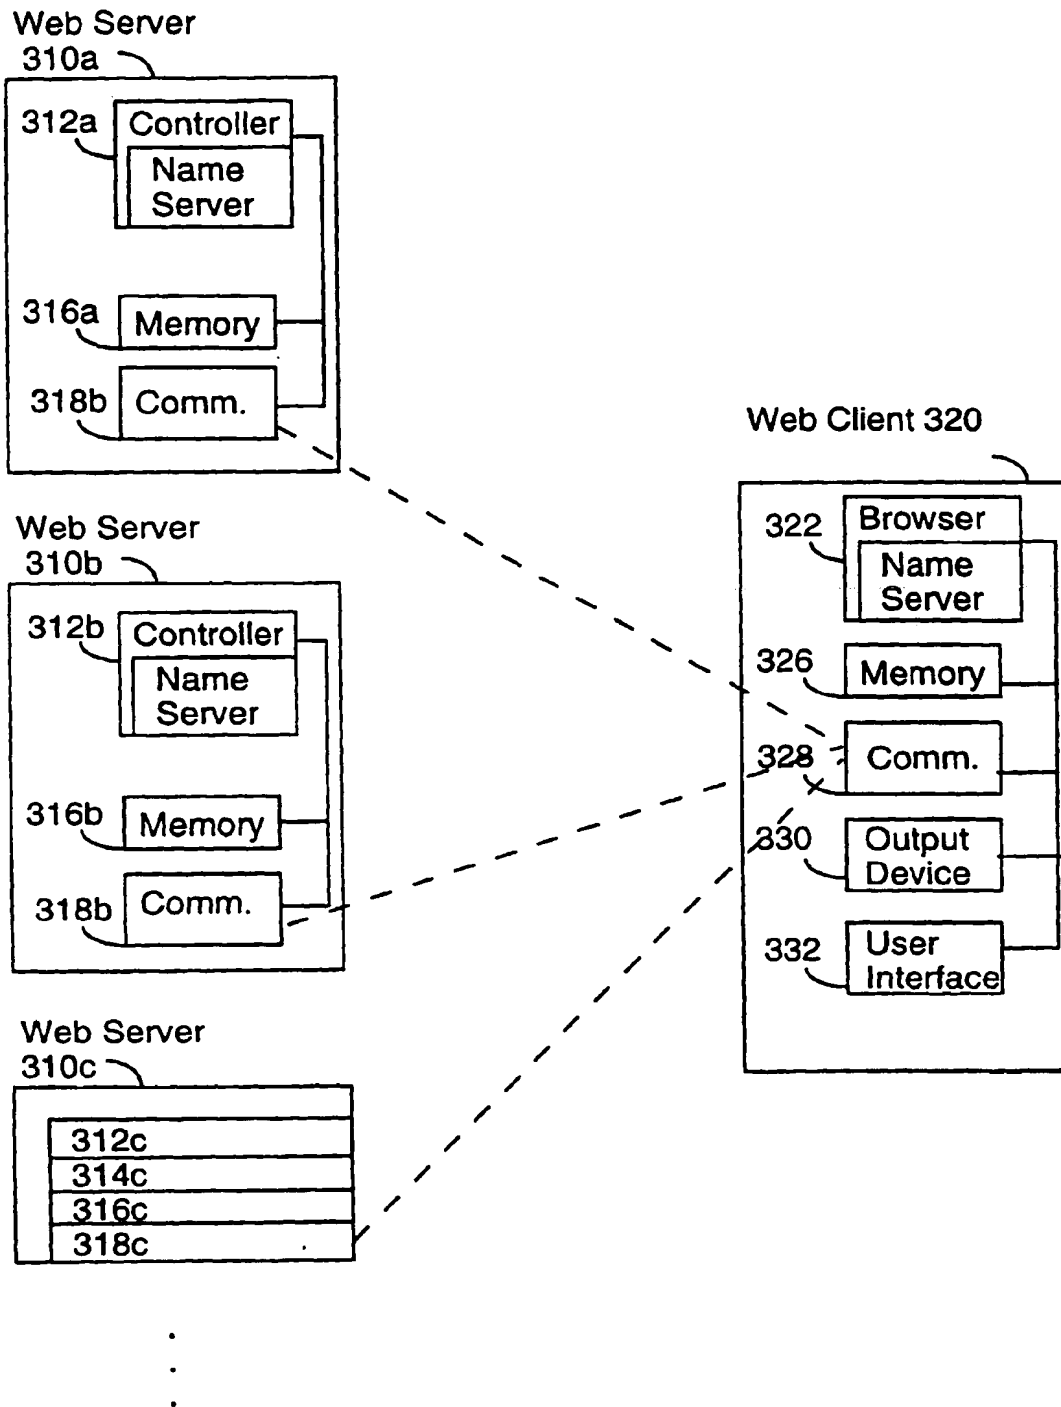 Web Server
310a
312a
Controller
Name
Server
316a
Memory
318b
Comm.
Web Server
310b
312b
Controller
Name
Server
316b
Memory
318b
Comm.
Web Server
310c
312c
314c
316c
318c
Web Client 320
322
Browser
Name
Server
326
Memory
328
Comm.
330
Output
Device
332
User
Interface